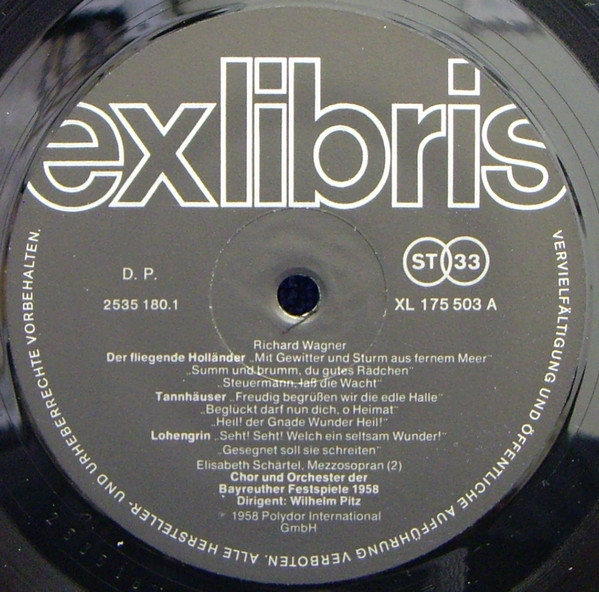 exlibris
D. P.
ST 33
2535 180.1
XL 175 503 A
Richard Wagner
Der fliegende Holländer „Mit Gewitter und Sturm aus fernem Meer"
„Summ und brumm, du gutes Rädchen"
„Steuermann, laß die Wacht"
Tannhäuser „Freudig begrüßen wir die edle Halle"
„Beglückt darf nun dich, o Heimat"
„Heil! der Gnade Wunder Heil!"
Lohengrin „Seht! Seht! Welch ein seltsam Wunder!"
„Gesegnet soll sie schreiten"
Elisabeth Schärtel, Mezzosopran (2)
Chor und Orchester der
Bayreuther Festspiele 1958
Dirigent: Wilhelm Pitz
1958 Polydor International
GmbH
VERVIELFÄLTIGUNG UND ÖFFENTLICHE AUFFÜHRUNG VERBOTEN. ALLE HERSTELLER- UND URHEBERRECHTE VORBEHALTEN.